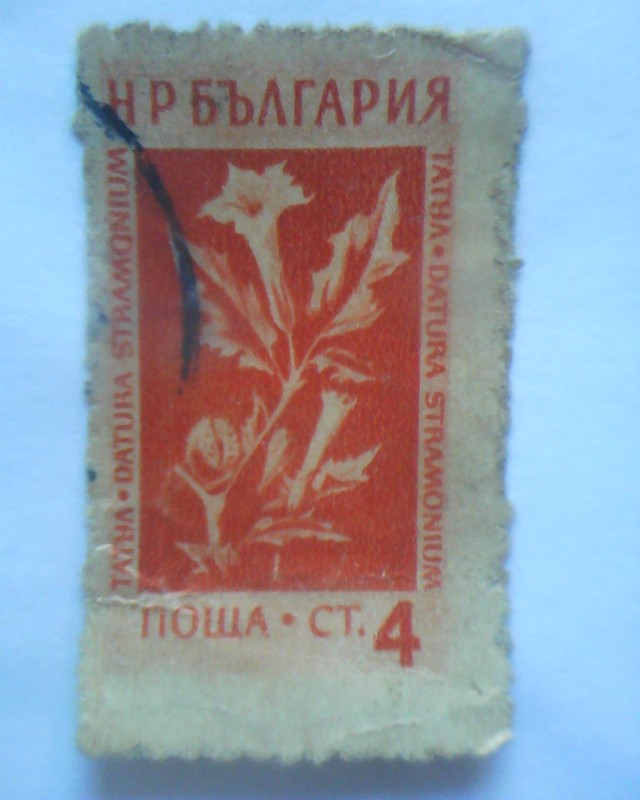 НР БЪЛГАРИЯ
ТАТУЛ • DATURA STRAMONIUM
ТАТУЛ • DATURA STRAMONIUM
ПОЩА • СТ. 4